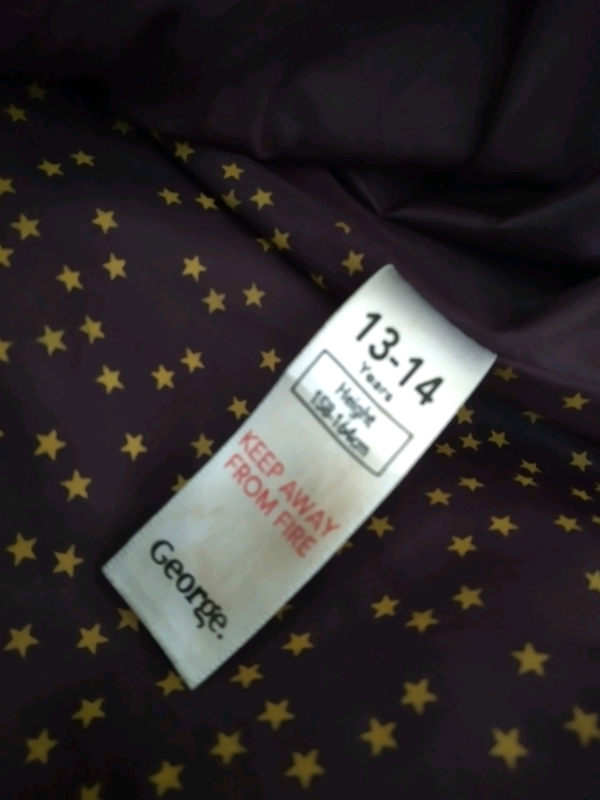 13-14
Years
Height
158-164cm
KEEP AWAY
FROM FIRE
George.